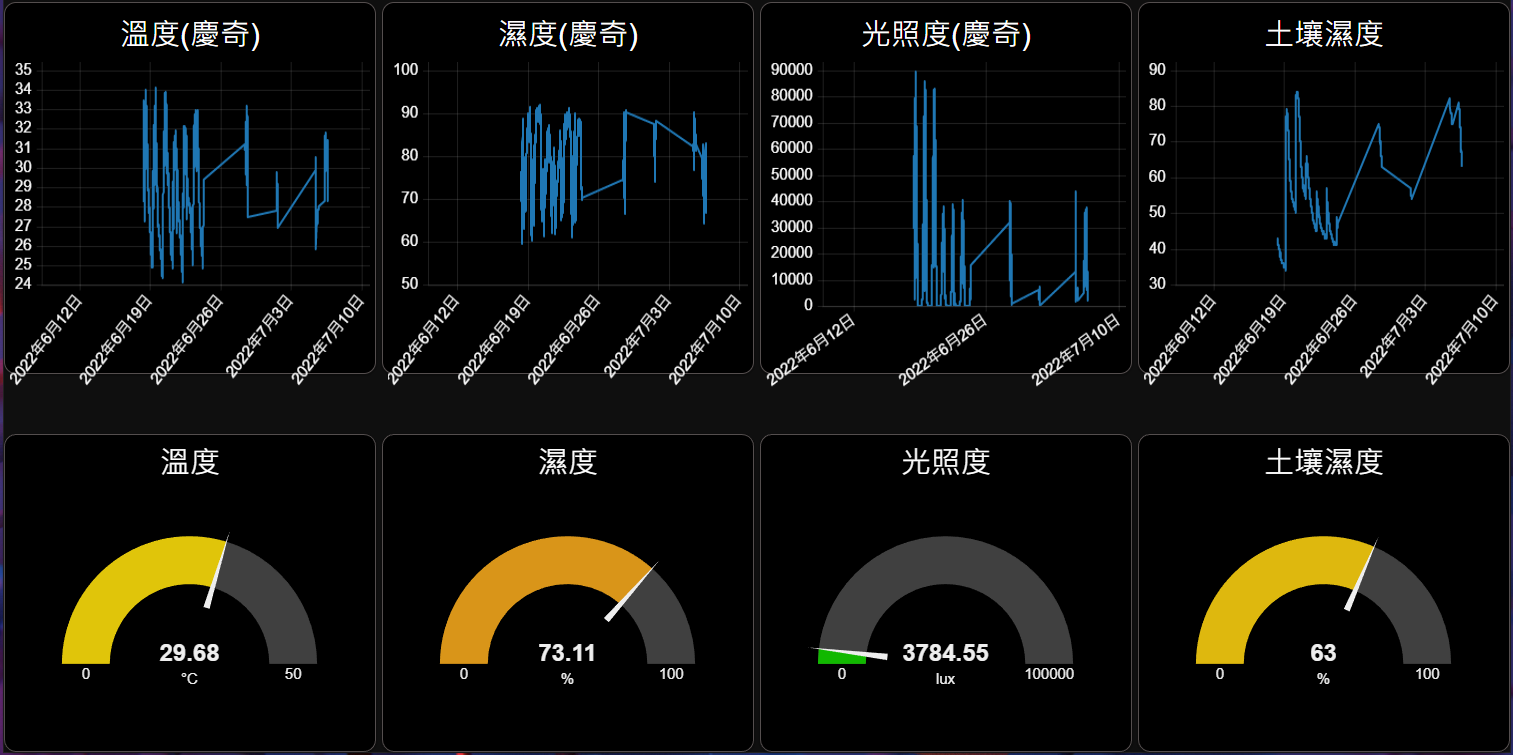 溫度(慶奇)
35
34
33
32
31
30
29
28
27
26
25
24
2022年6月12日
2022年6月19日
2022年6月26日
2022年7月3日
2022年7月10日
濕度(慶奇)
100
90
80
70
60
50
2022年6月12日
2022年6月19日
2022年6月26日
2022年7月3日
2022年7月10日
光照度(慶奇)
90000
80000
70000
60000
50000
40000
30000
20000
10000
0
2022年6月12日
2022年6月26日
2022年7月10日
土壤濕度
90
80
70
60
50
40
30
2022年6月12日
2022年6月19日
2022年6月26日
2022年7月3日
2022年7月10日
溫度
29.68
0
°C
50
濕度
73.11
0
%
100
光照度
3784.55
0
lux
100000
土壤濕度
63
0
%
100